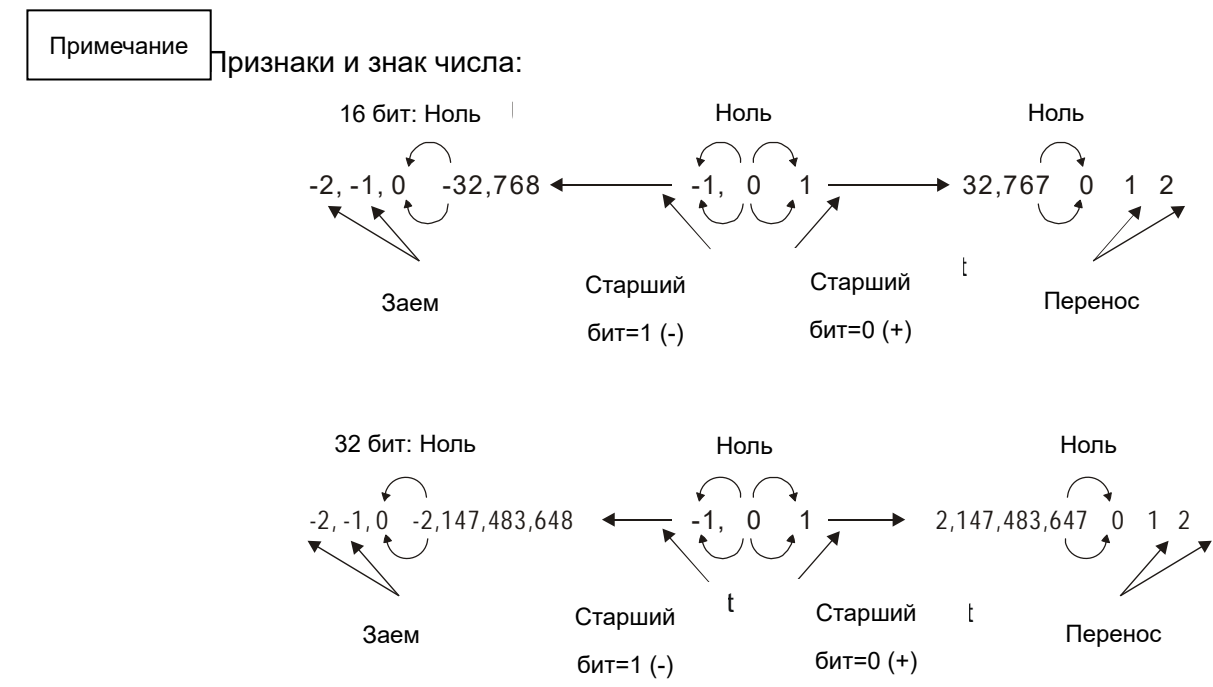 Примечание
Признаки и знак числа:
16 бит: Ноль Ноль Ноль
-2, -1, 0 -32,768 -1, 0 1 32,767 0 1 2
Заем
Старший
бит=1 (-)
Старший
бит=0 (+)
t
Перенос
32 бит: Ноль Ноль Ноль
-2, -1, 0 -2,147,483,648 -1, 0 1 2,147,483,647 0 1 2
Заем
Старший
бит=1 (-)
t
Старший
бит=0 (+)
t
Перенос